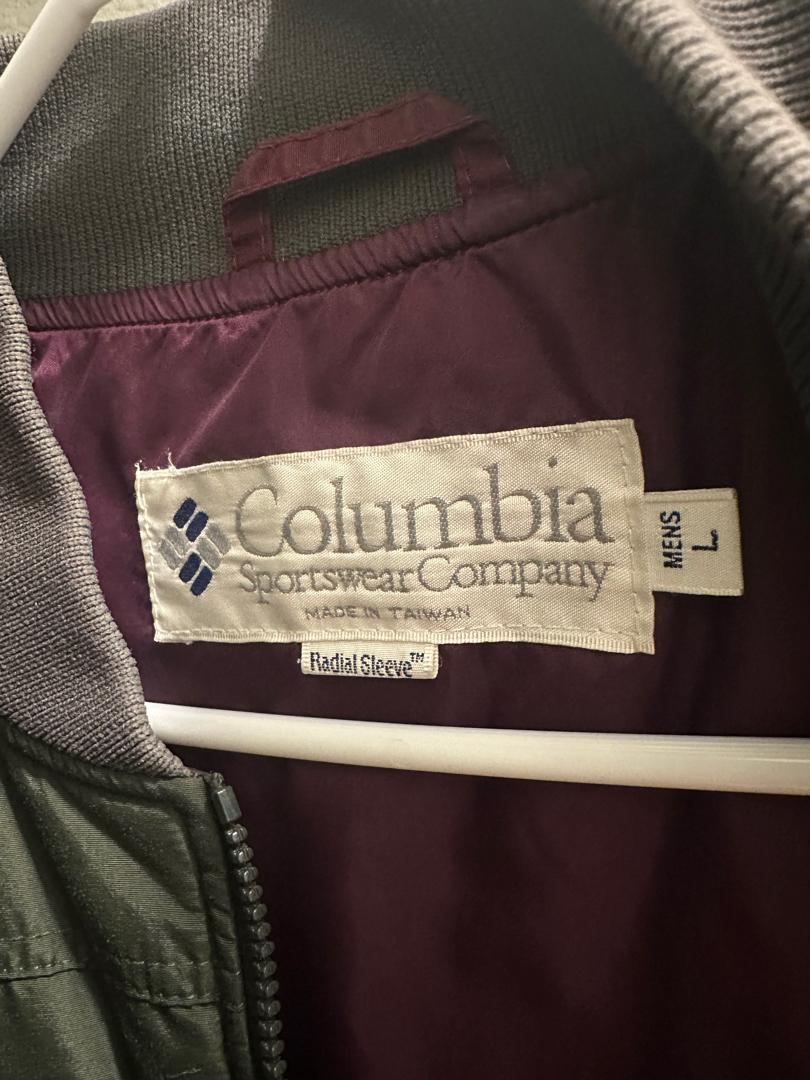 Columbia
Sportswear Company
MADE IN TAIWAN
MENS
L
Radial Sleeve™